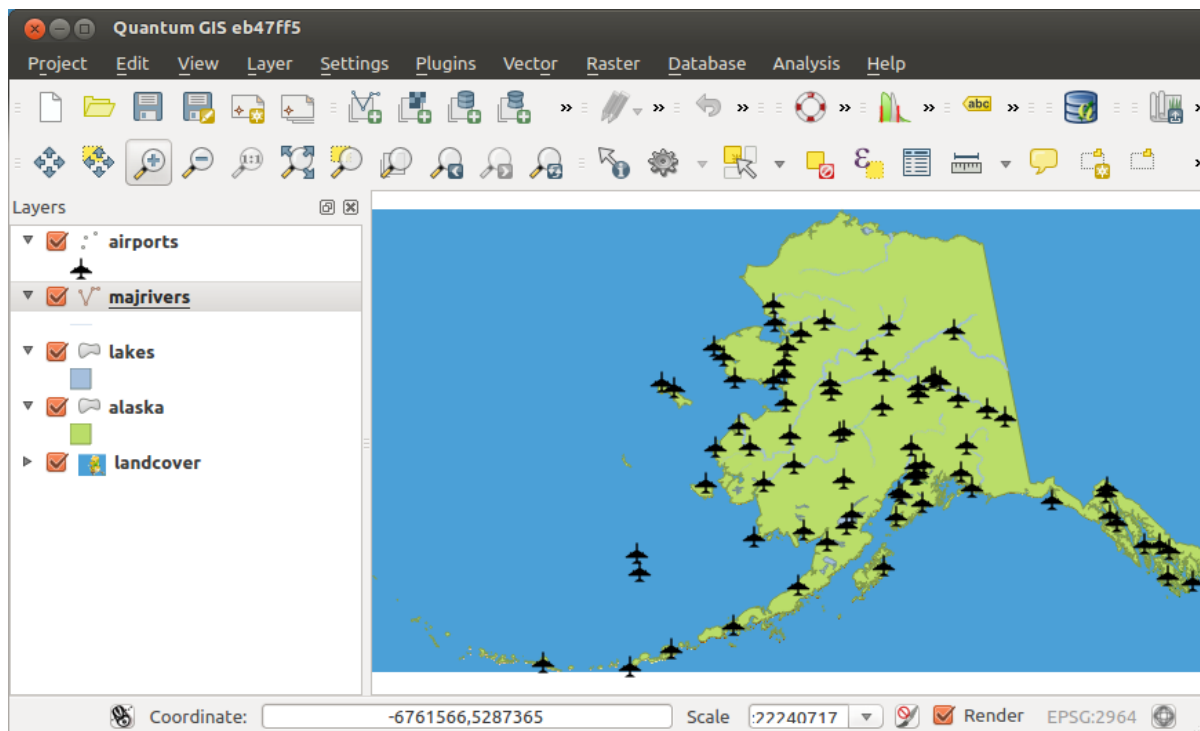 Quantum GIS eb47ff5
Project Edit View Layer Settings Plugins Vector Raster Database Analysis Help
1:1
abc
Layers
airports
majrivers
lakes
alaska
landcover
Coordinate: -6761566,5287365 Scale :22240717 Render EPSG:2964